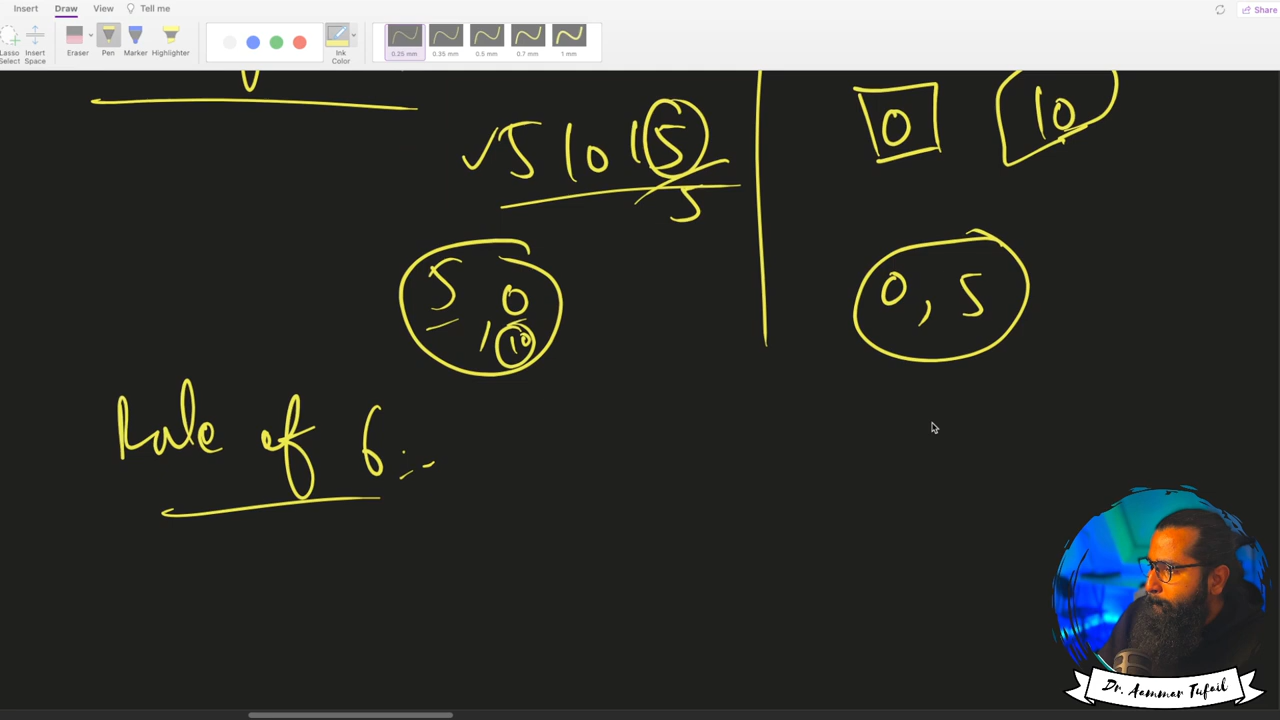 Insert Draw View Tell me
Share
Lasso Select
Insert Space
Eraser
Pen
Marker
Highlighter
Ink Color
0.25 mm
0.35 mm
0.5 mm
0.7 mm
1 mm
0 10
5 10 15
5
5 0
10
0, 5
Rule of 6:-
Dr. Aammar Tufail